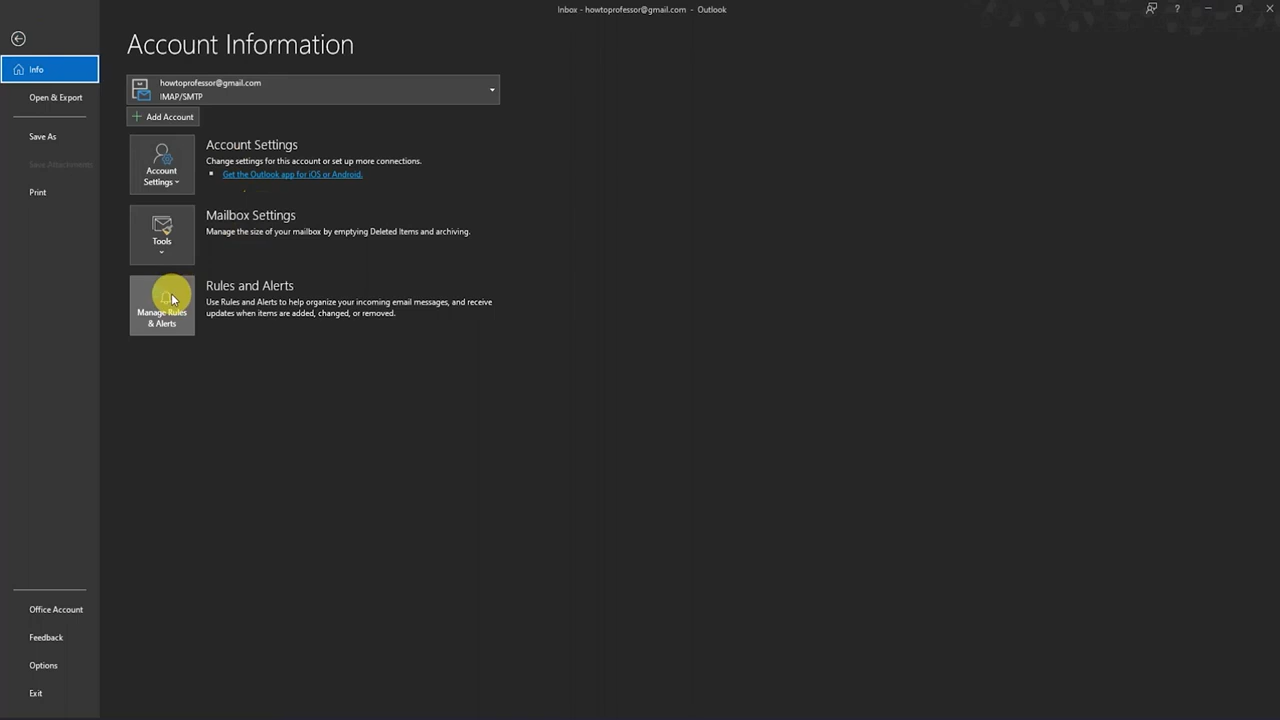 Inbox - howtoprofessor@gmail.com - Outlook
?
Account Information
Info
Open & Export
Save As
Save Attachments
Print
howtoprofessor@gmail.com
IMAP/SMTP
Add Account
Account Settings
Account Settings
Change settings for this account or set up more connections.
Get the Outlook app for iOS or Android.
Tools
Mailbox Settings
Manage the size of your mailbox by emptying Deleted Items and archiving.
Manage Rules
& Alerts
Rules and Alerts
Use Rules and Alerts to help organize your incoming email messages, and receive
updates when items are added, changed, or removed.
Office Account
Feedback
Options
Exit